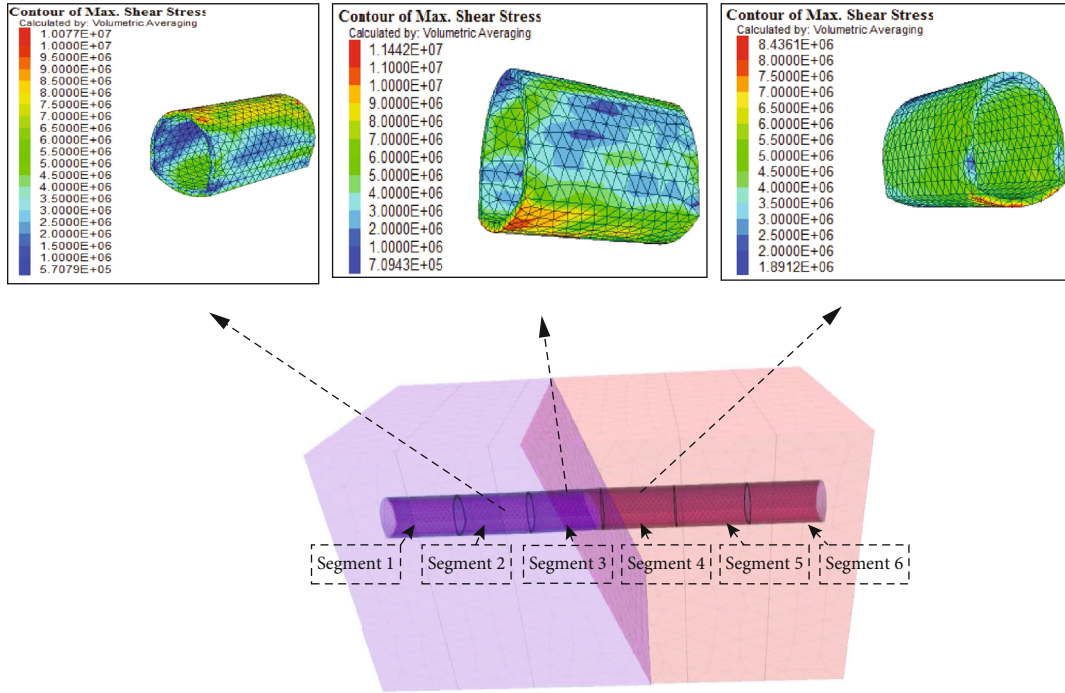 Contour of Max. Shear Stress
Calculated by: Volumetric Averaging
1.0077E+07
1.0000E+07
9.5000E+06
9.0000E+06
8.5000E+06
8.0000E+06
7.5000E+06
7.0000E+06
6.5000E+06
6.0000E+06
5.5000E+06
5.0000E+06
4.5000E+06
4.0000E+06
3.5000E+06
3.0000E+06
2.5000E+06
2.0000E+06
1.5000E+06
1.0000E+06
5.7079E+05
Contour of Max. Shear Stress
Calculated by: Volumetric Averaging
1.1442E+07
1.1000E+07
1.0000E+07
9.0000E+06
8.0000E+06
7.0000E+06
6.0000E+06
5.0000E+06
4.0000E+06
3.0000E+06
2.0000E+06
1.0000E+06
7.0943E+05
Contour of Max. Shear Stress
Calculated by: Volumetric Averaging
8.4361E+06
8.0000E+06
7.5000E+06
7.0000E+06
6.5000E+06
6.0000E+06
5.5000E+06
5.0000E+06
4.5000E+06
4.0000E+06
3.5000E+06
3.0000E+06
2.5000E+06
2.0000E+06
1.8912E+06
Segment 1
Segment 2
Segment 3
Segment 4
Segment 5
Segment 6